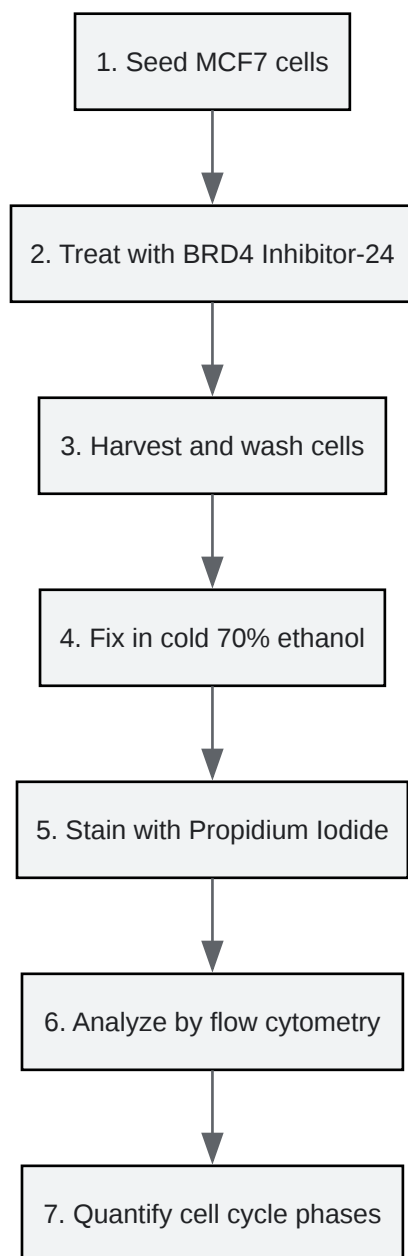 1. Seed MCF7 cells
2. Treat with BRD4 Inhibitor-24
3. Harvest and wash cells
4. Fix in cold 70% ethanol
5. Stain with Propidium Iodide
6. Analyze by flow cytometry
7. Quantify cell cycle phases